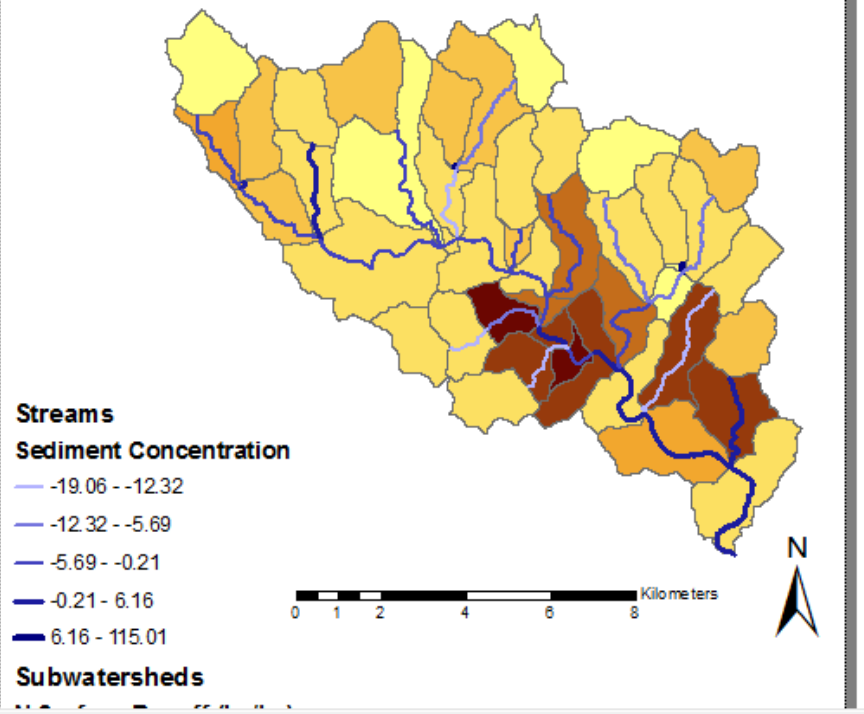 Streams
Sediment Concentration
-19.06 - -12.32
-12.32 - -5.69
-5.69 - -0.21
-0.21 - 6.16
6.16 - 115.01
N
Kilometers
0 1 2 4 6 8
Subwatersheds